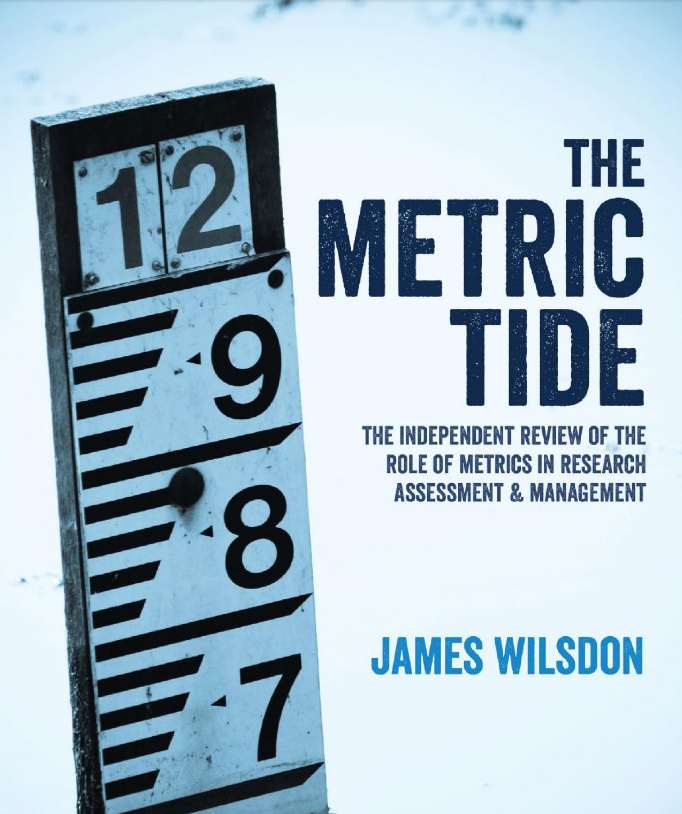 12
9
8
7
THE
METRIC
TIDE
THE INDEPENDENT REVIEW OF THE
ROLE OF METRICS IN RESEARCH
ASSESSMENT & MANAGEMENT
JAMES WILSDON